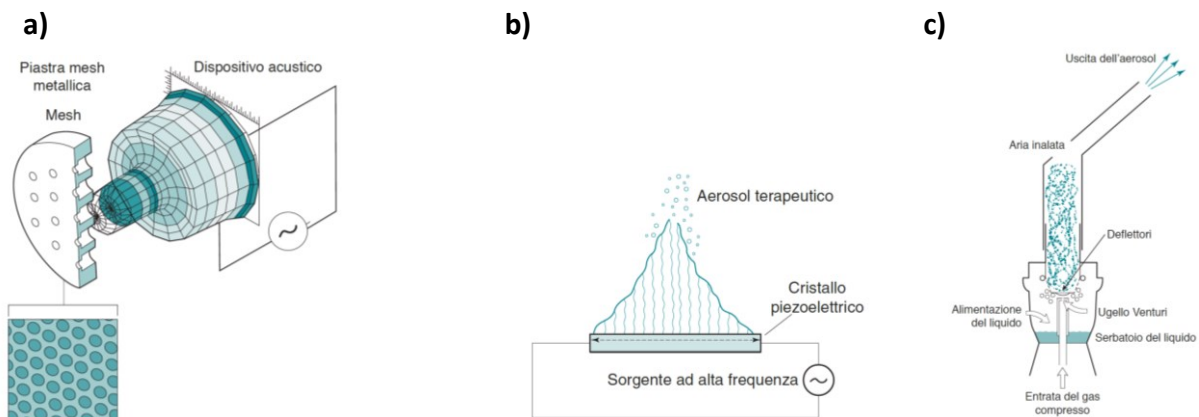 a)
Piastra mesh
metallica
Mesh
Dispositivo acustico
~
b)
Aerosol terapeutico
Cristallo
piezoelettrico
Sorgente ad alta frequenza
~
c)
Uscita dell'aerosol
Aria inalata
Deflettori
Alimentazione
del liquido
Ugello Venturi
Serbatoio del liquido
Entrata del gas
compresso